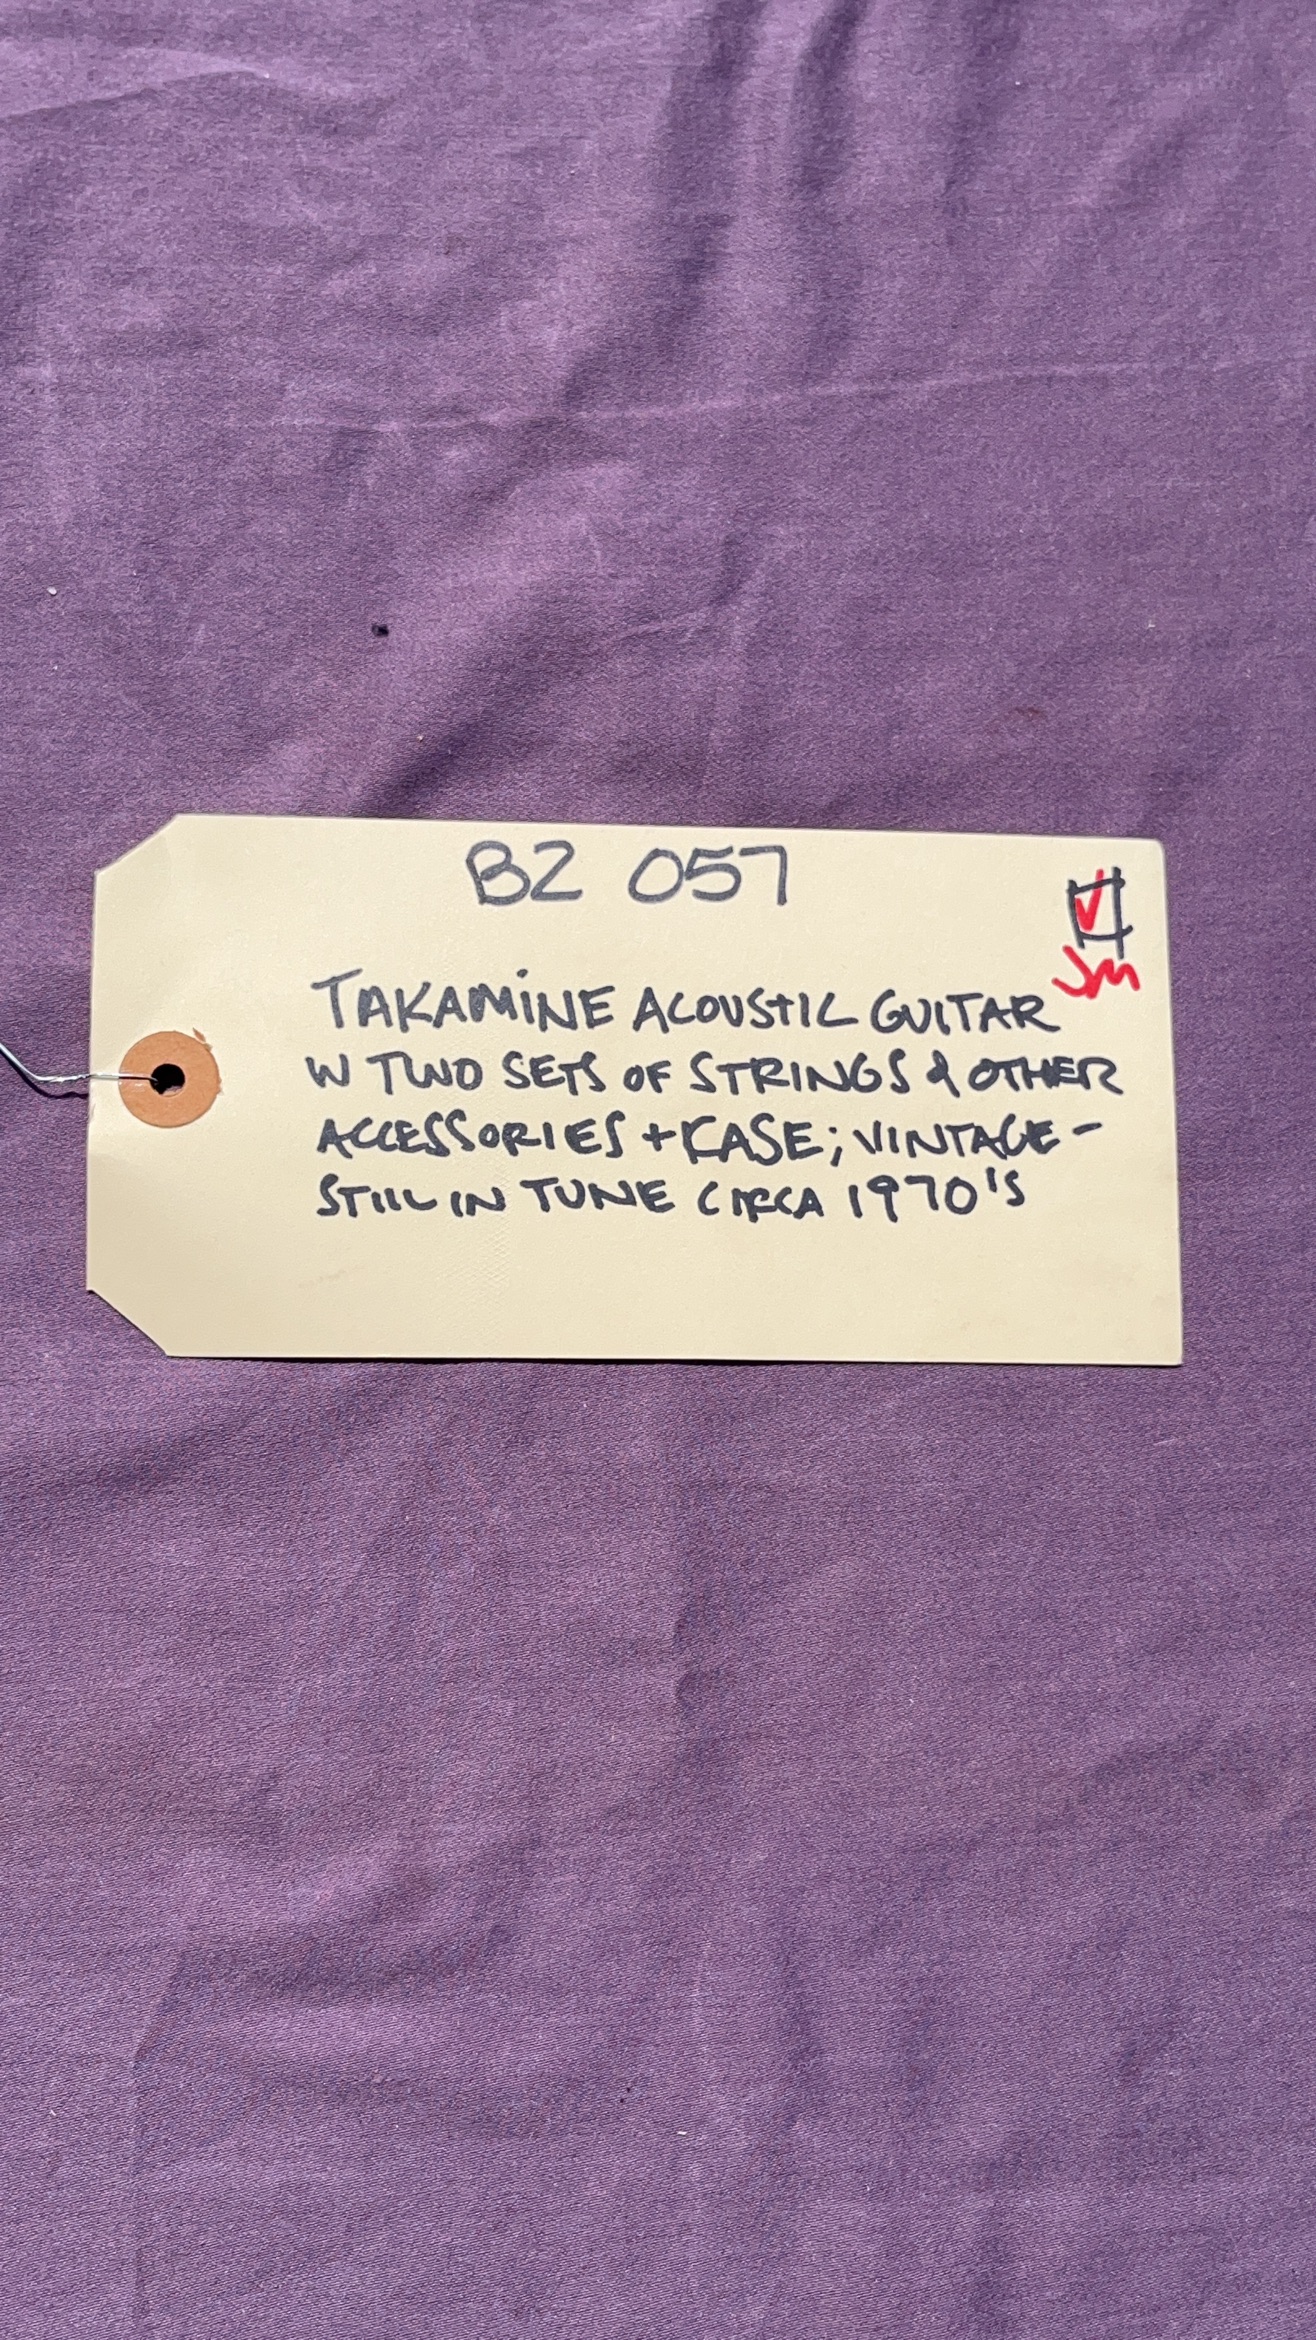 BZ 057
✓
JM
TAKAMINE ACOUSTIC GUITAR
W TWO SETS OF STRINGS & OTHER
ACCESSORIES + KASE; VINTAGE -
STILL IN TUNE CIRCA 1970'S